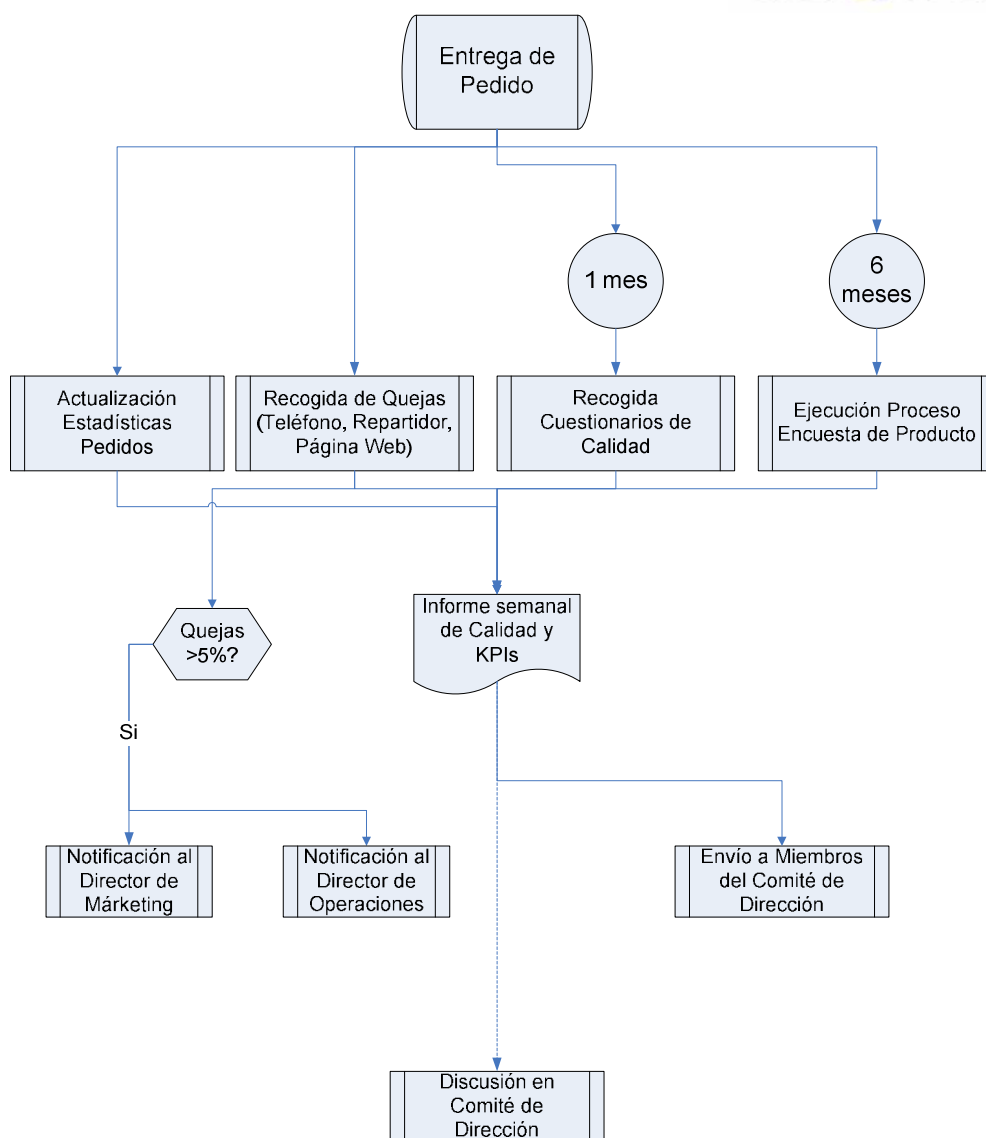 Entrega de
Pedido
1 mes
6
meses
Actualización
Estadísticas
Pedidos
Recogida de Quejas
(Teléfono, Repartidor,
Página Web)
Recogida
Cuestionarios de
Calidad
Ejecución Proceso
Encuesta de Producto
Quejas
>5%?
Informe semanal
de Calidad y
KPIs
Si
Notificación al
Director de
Márketing
Notificación al
Director de
Operaciones
Envío a Miembros
del Comité de
Dirección
Discusión en
Comité de
Dirección